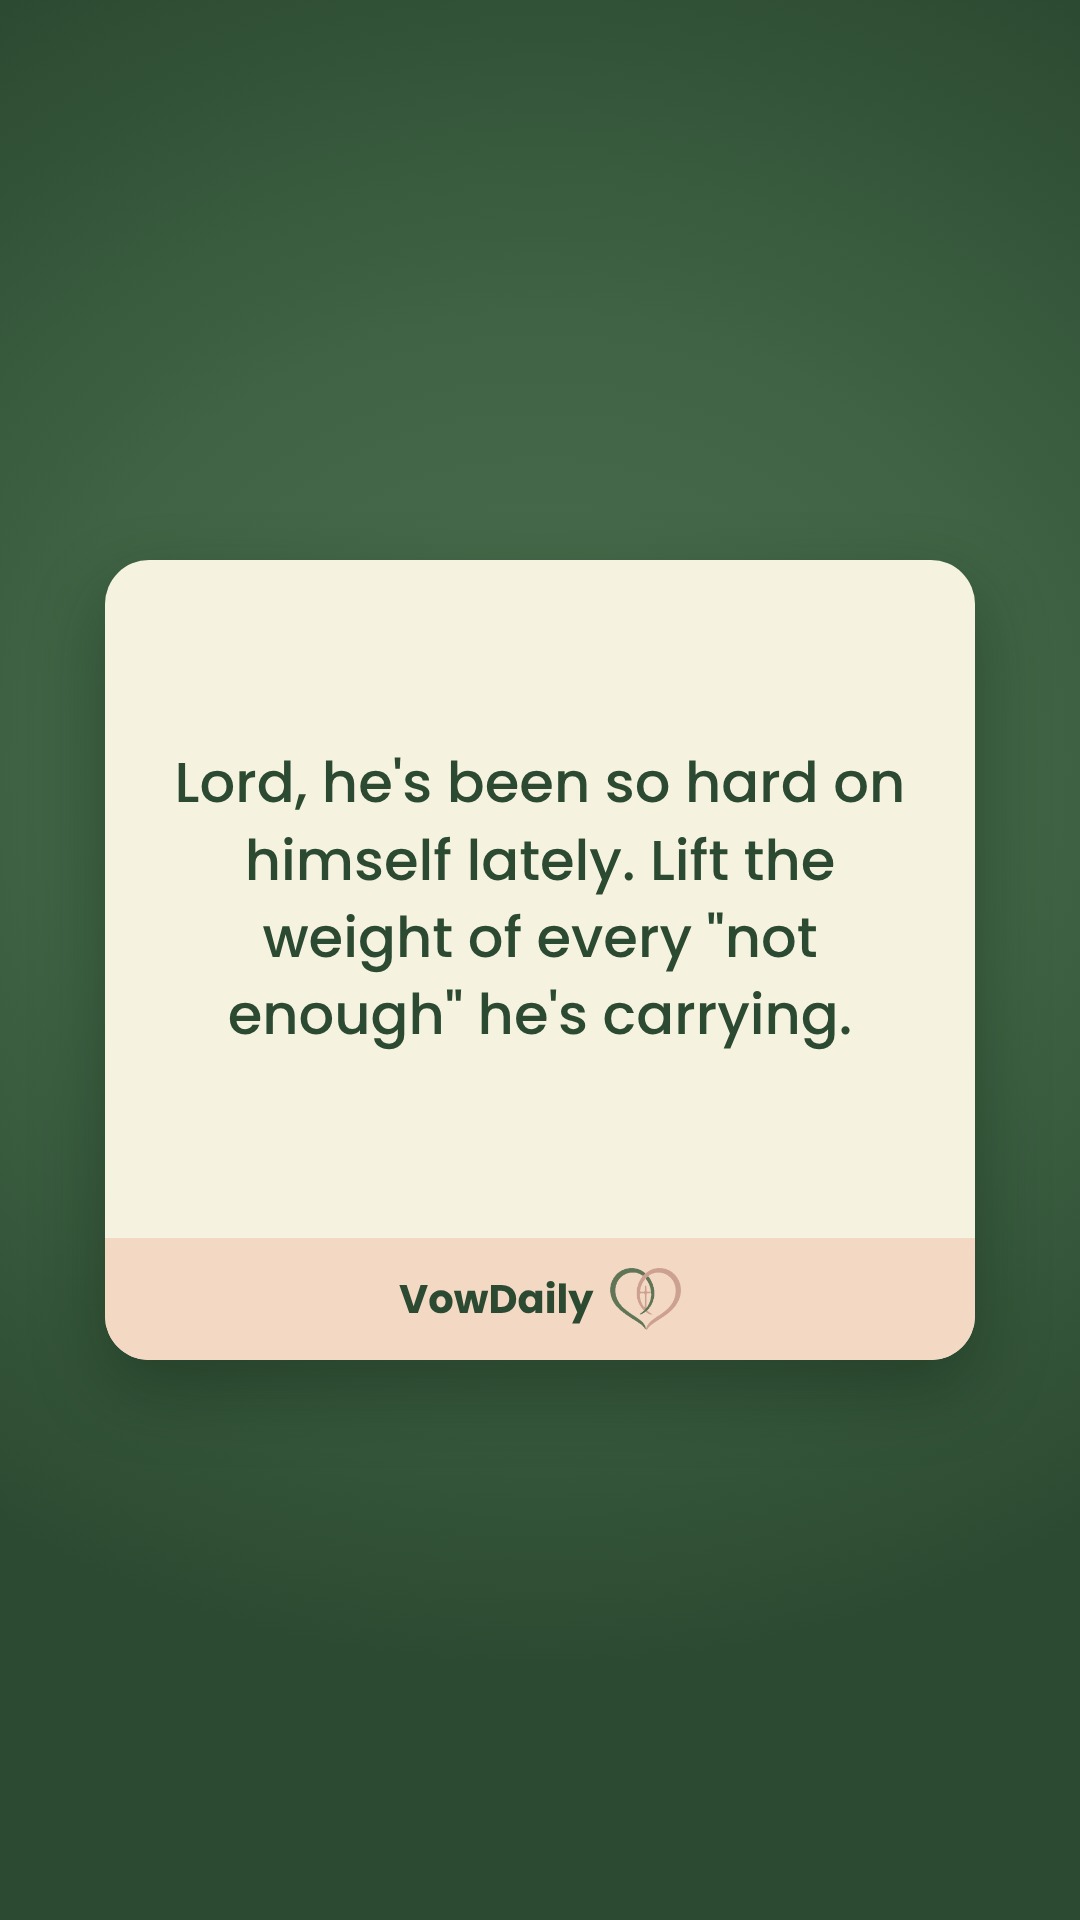 Lord, he's been so hard on
himself lately. Lift the
weight of every "not
enough" he's carrying.
VowDaily